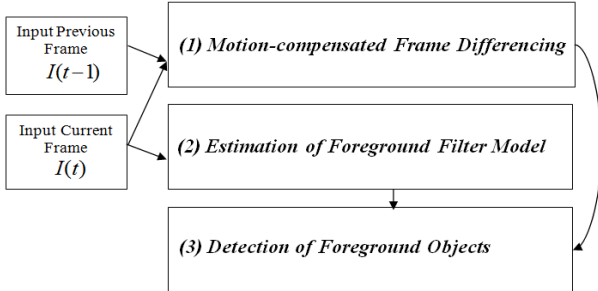 Input Previous
Frame
I(t−1)
(1) Motion-compensated Frame Differencing
Input Current
Frame
I(t)
(2) Estimation of Foreground Filter Model
(3) Detection of Foreground Objects